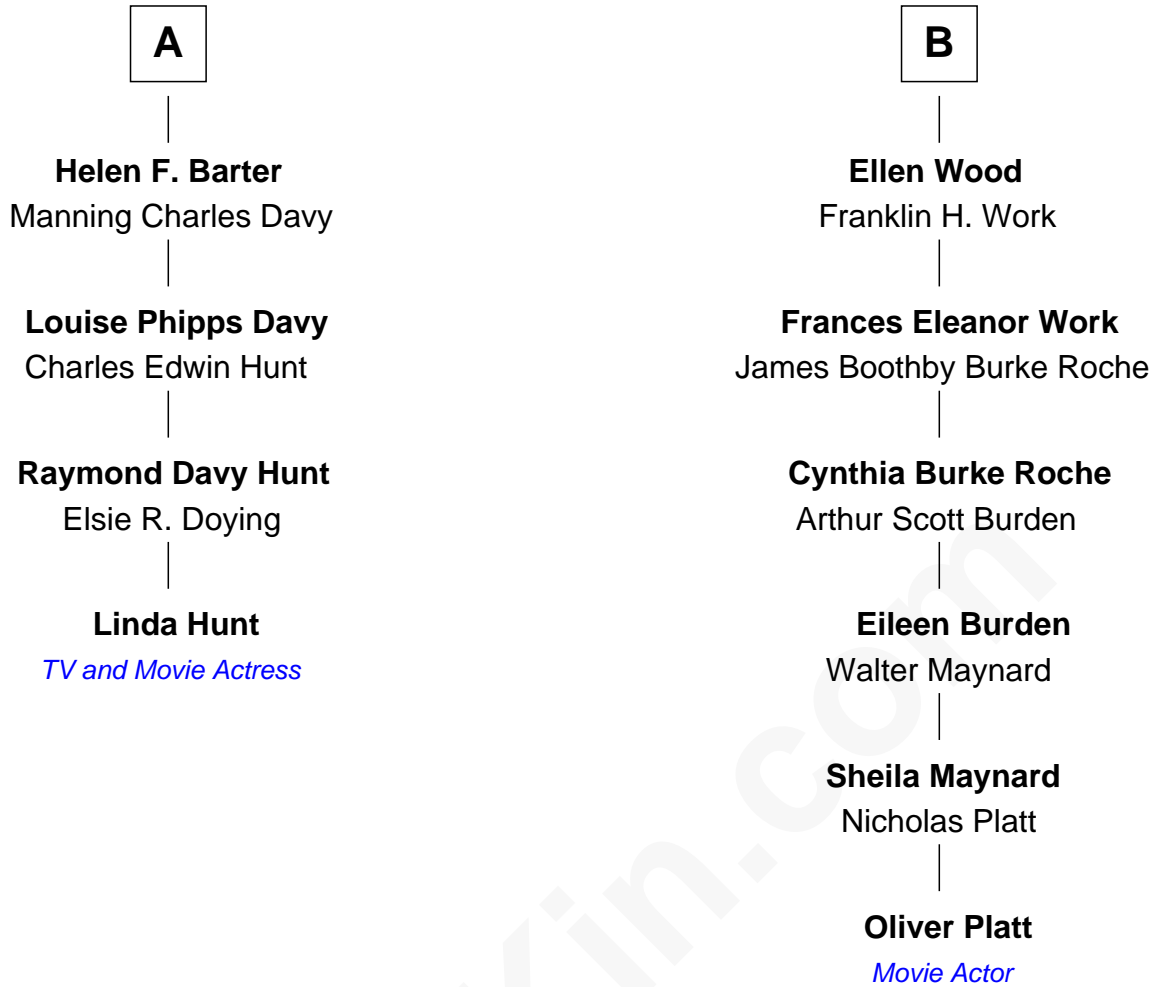 A
Helen F. Barter
Manning Charles Davy
Louise Phipps Davy
Charles Edwin Hunt
Raymond Davy Hunt
Elsie R. Doying
Linda Hunt
TV and Movie Actress
B
Ellen Wood
Franklin H. Work
Frances Eleanor Work
James Boothby Burke Roche
Cynthia Burke Roche
Arthur Scott Burden
Eileen Burden
Walter Maynard
Sheila Maynard
Nicholas Platt
Oliver Platt
Movie Actor
Kin.com